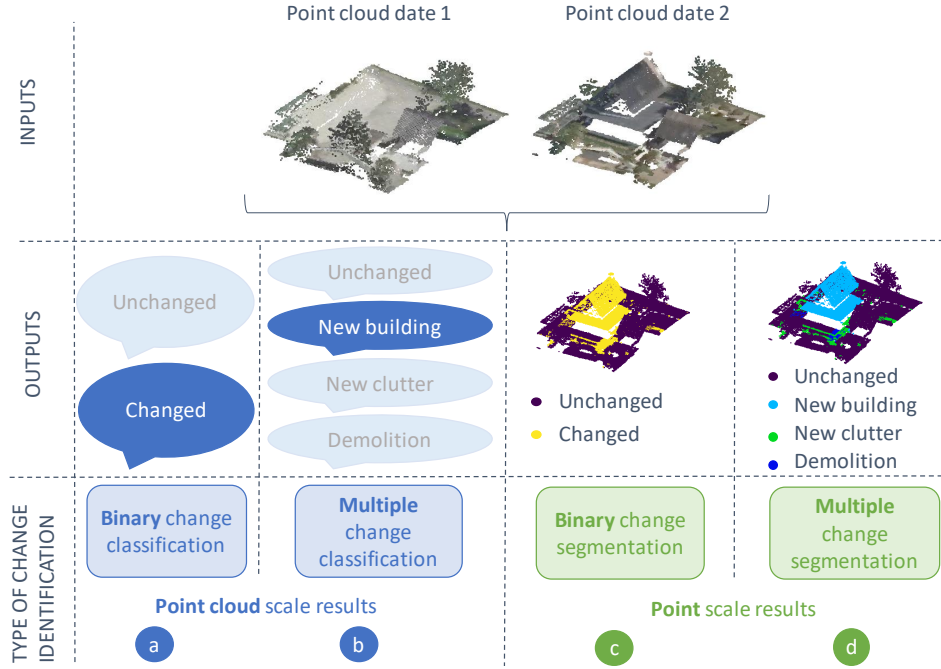 Point cloud date 1
Point cloud date 2
INPUTS
OUTPUTS
Unchanged
Changed
Unchanged
New building
New clutter
Demolition
Unchanged
Changed
Unchanged
New building
New clutter
Demolition
TYPE OF CHANGE
IDENTIFICATION
Binary change
classification
Multiple
change
classification
Binary change
segmentation
Multiple
change
segmentation
Point cloud scale results
Point scale results
a
b
c
d